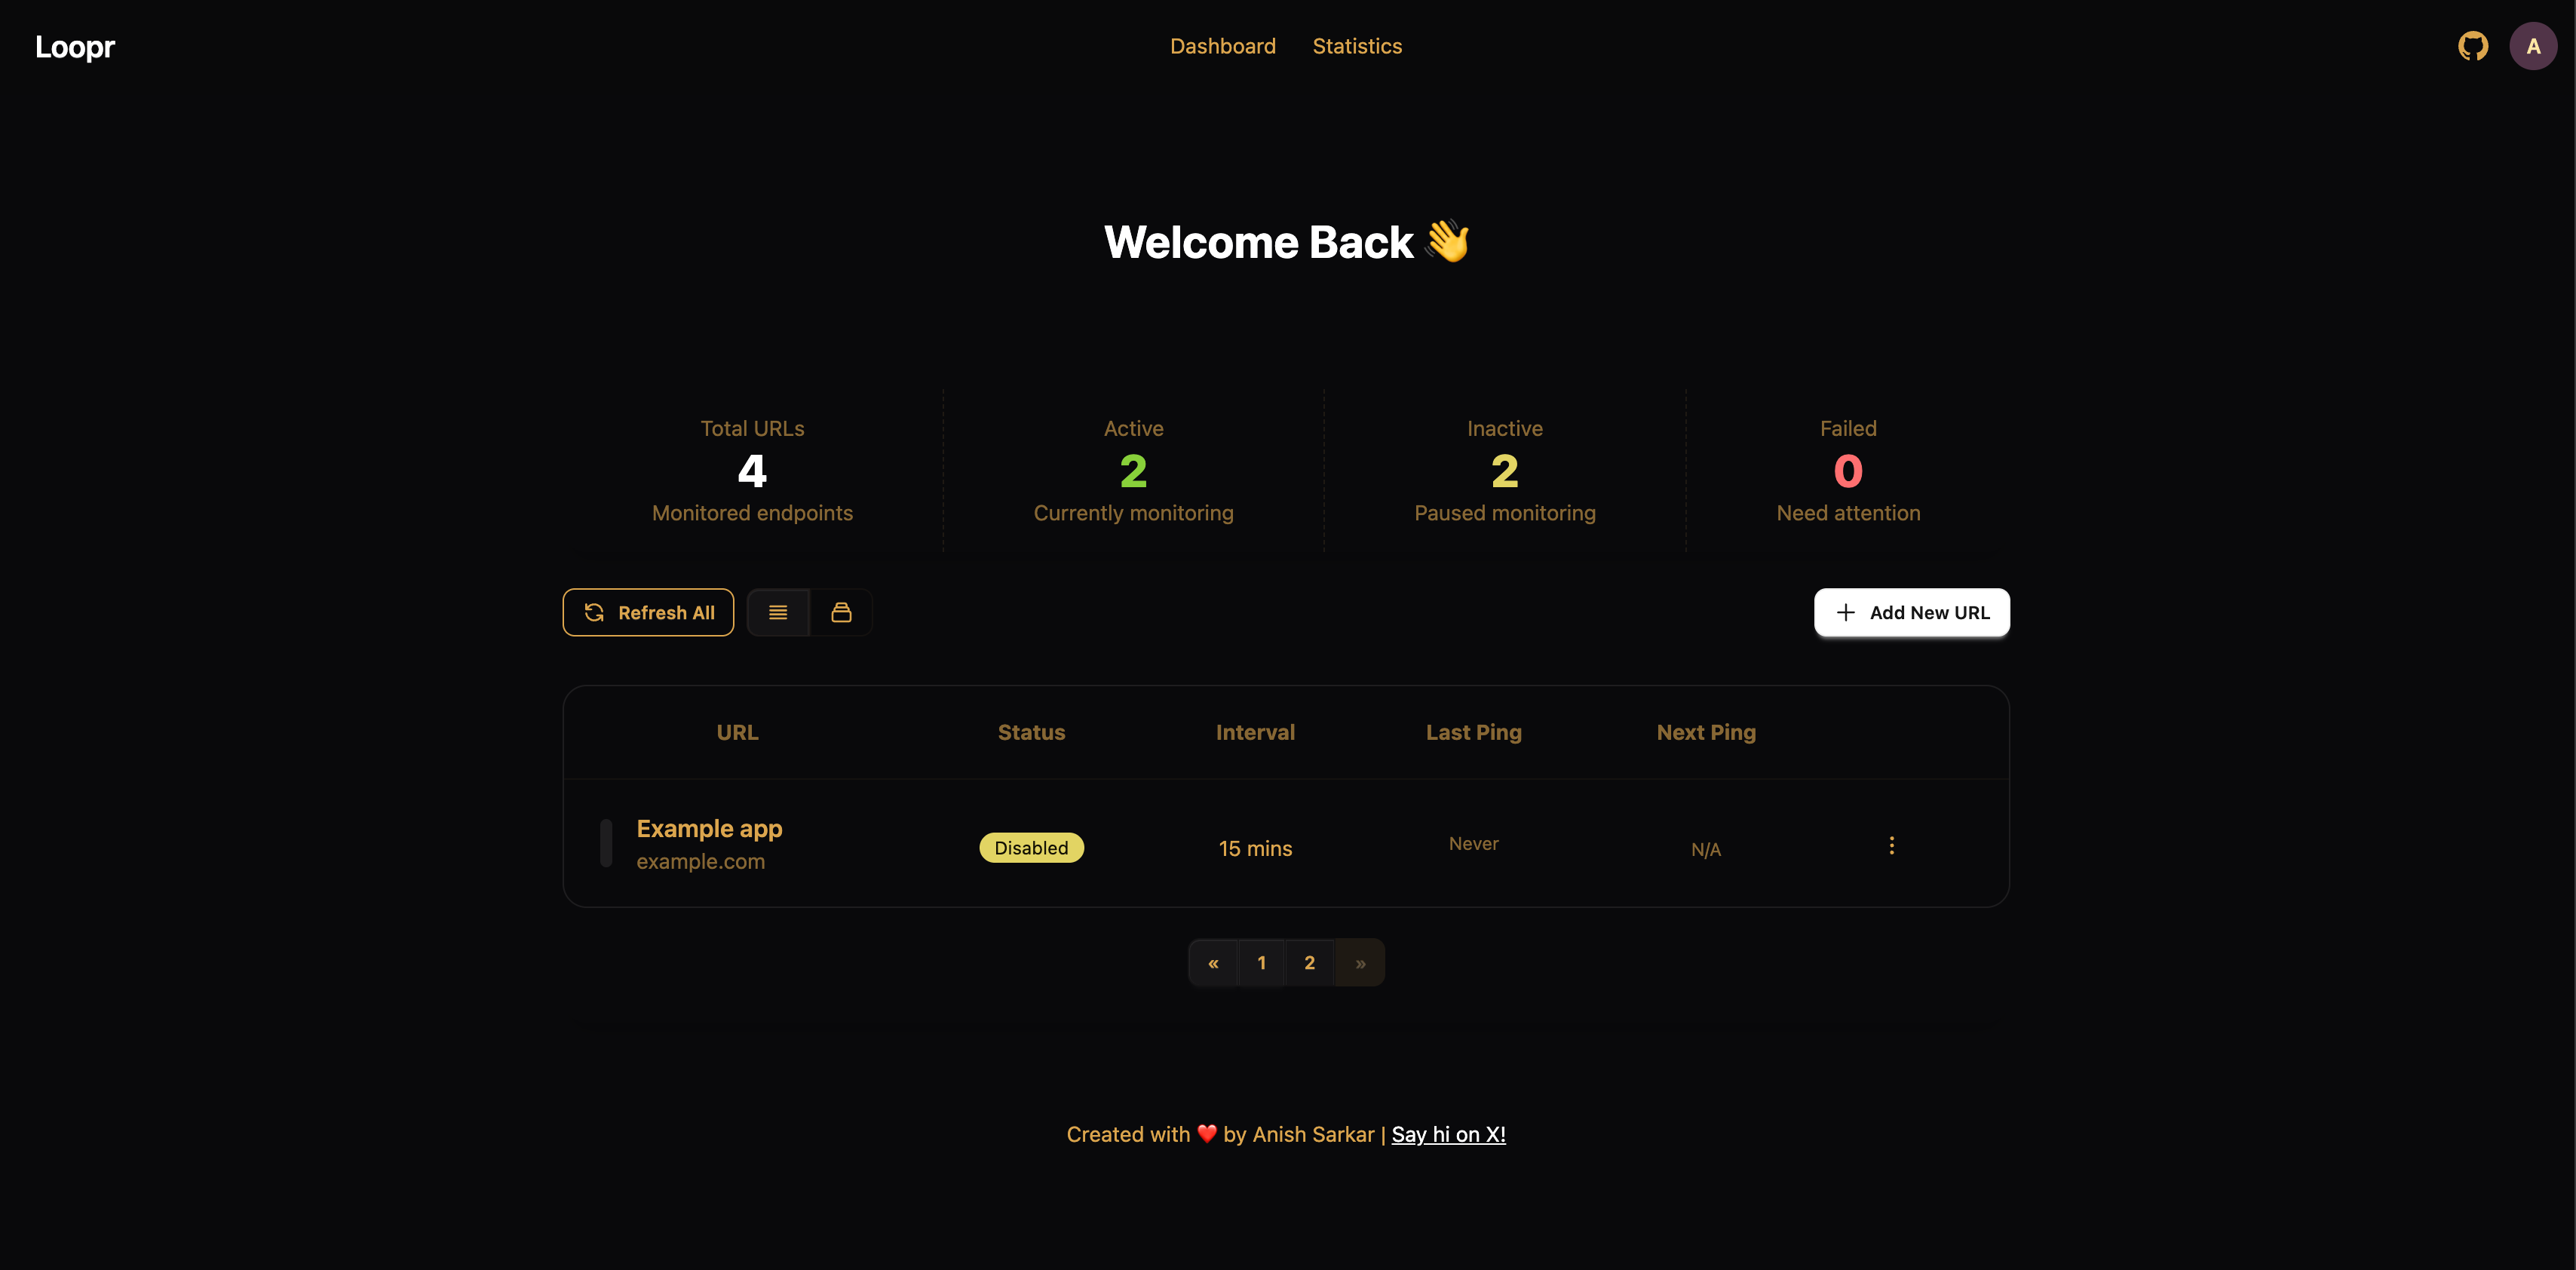 Loopr
Dashboard Statistics
A
Welcome Back 👋
Total URLs
4
Monitored endpoints
Active
2
Currently monitoring
Inactive
2
Paused monitoring
Failed
0
Need attention
Refresh All
Add New URL
URL Status Interval Last Ping Next Ping
Example app
example.com
Disabled 15 mins Never N/A
« 1 2 »
Created with ❤️ by Anish Sarkar | Say hi on X!